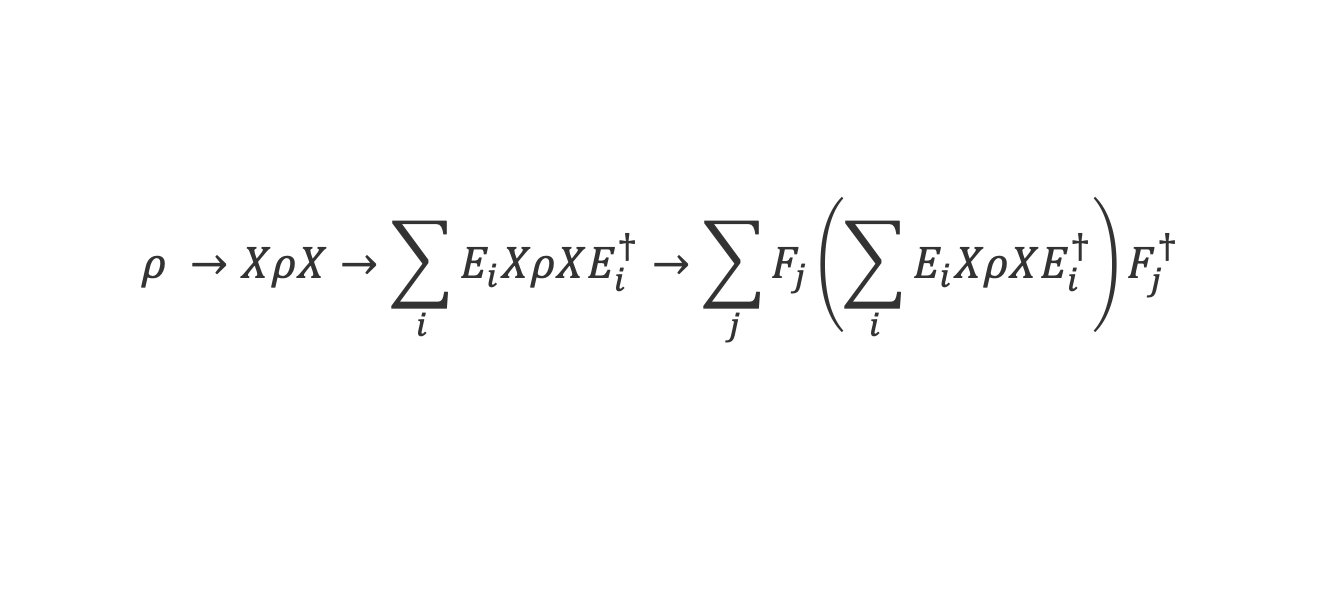 ρ → XρX → ∑_i E_i XρX E_i^† → ∑_j F_j (∑_i E_i XρX E_i^†) F_j^†